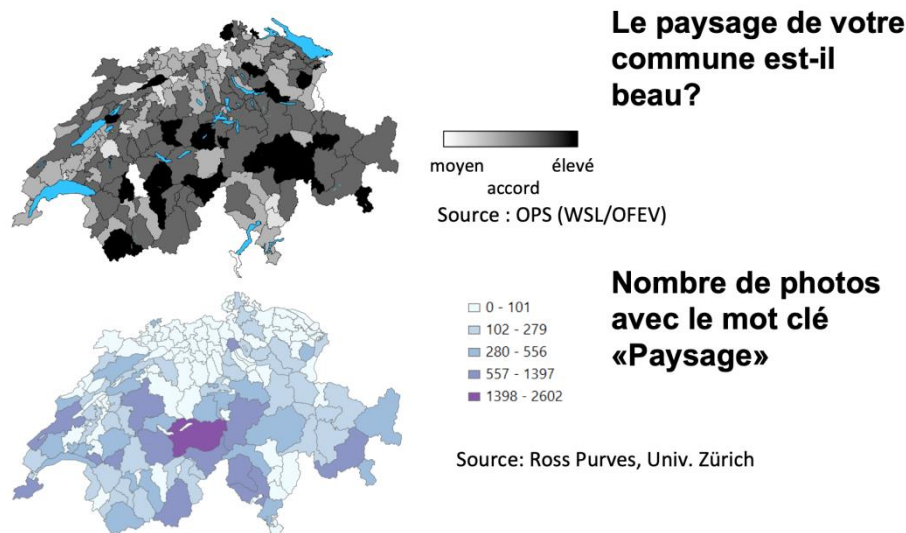 Le paysage de votre
commune est-il
beau?
moyen
élevé
accord
Source : OPS (WSL/OFEV)
Nombre de photos
avec le mot clé
«Paysage»
0 - 101
102 - 279
280 - 556
557 - 1397
1398 - 2602
Source: Ross Purves, Univ. Zürich